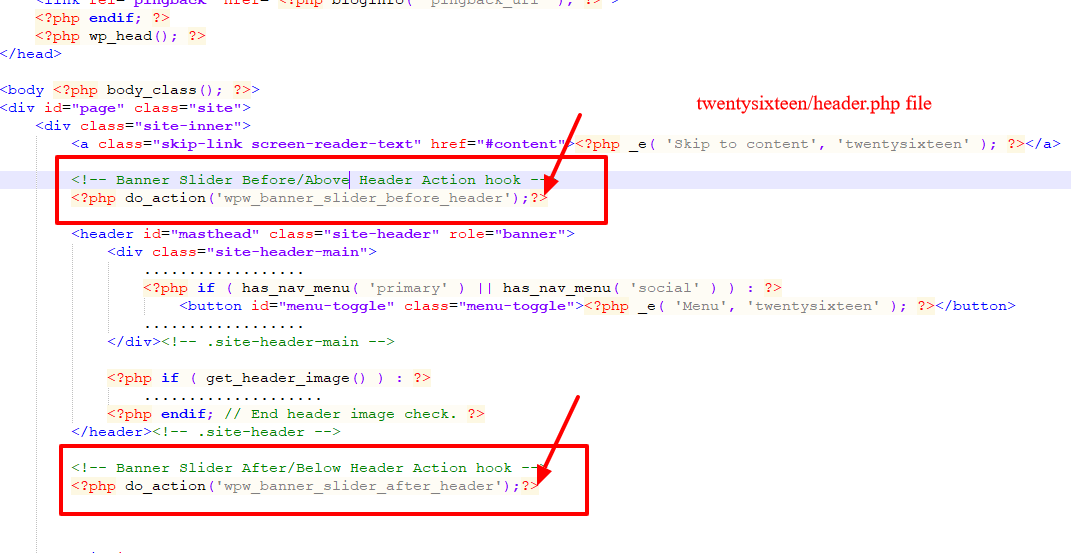 <link rel="pingback" href="<?php bloginfo( 'pingback_url' ); ?>">
<?php endif; ?>
<?php wp_head(); ?>
</head>
<body <?php body_class(); ?>>
<div id="page" class="site">
twentysixteen/header.php file
<div class="site-inner">
<a class="skip-link screen-reader-text" href="#content"><?php _e( 'Skip to content', 'twentysixteen' ); ?></a>
<!-- Banner Slider Before/Above Header Action hook --
<?php do_action('wpw_banner_slider_before_header');?>
<header id="masthead" class="site-header" role="banner">
<div class="site-header-main">
..................
<?php if ( has_nav_menu( 'primary' ) || has_nav_menu( 'social' ) ) : ?>
<button id="menu-toggle" class="menu-toggle"><?php _e( 'Menu', 'twentysixteen' ); ?></button>
..................
</div><!-- .site-header-main -->
<?php if ( get_header_image() ) : ?>
....................
<?php endif; // End header image check. ?>
</header><!-- .site-header -->
<!-- Banner Slider After/Below Header Action hook --
<?php do_action('wpw_banner_slider_after_header');?>